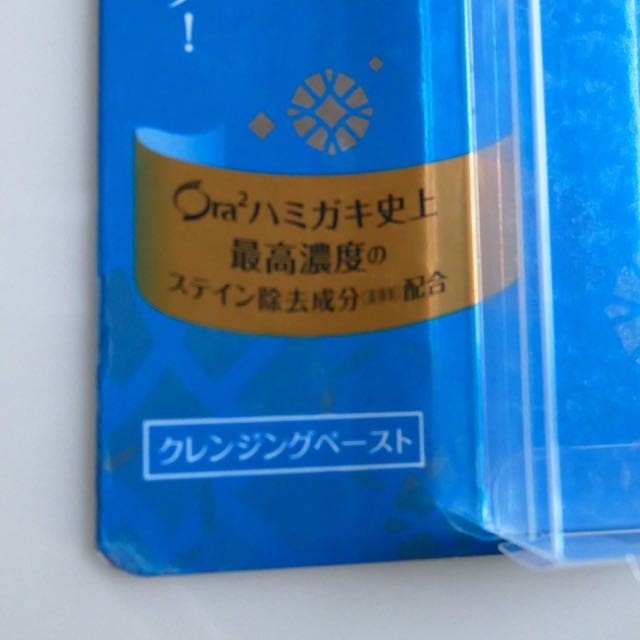 ！
Ora²ハミガキ史上
最高濃度の
ステイン除去成分配合
クレンジングペースト